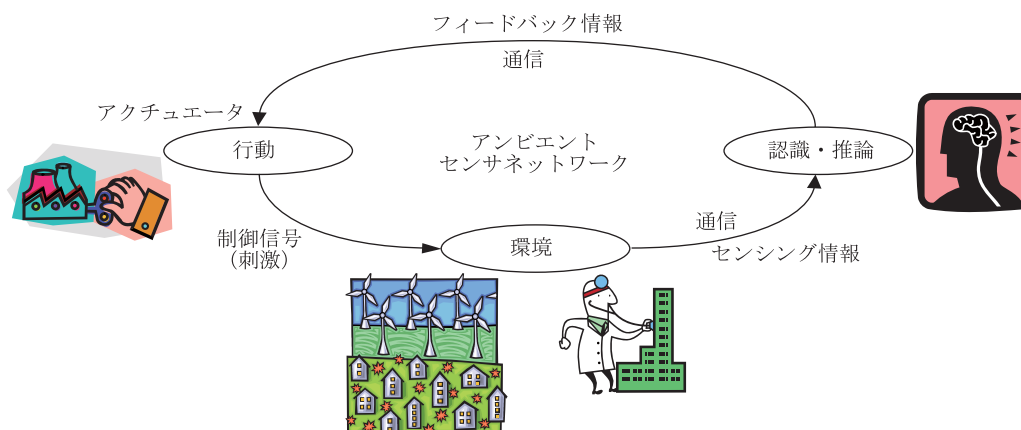 フィードバック情報
通信
アクチュエータ
行動
アンビエント
センサネットワーク
認識・推論
制御信号
（刺激）
環境
通信
センシング情報